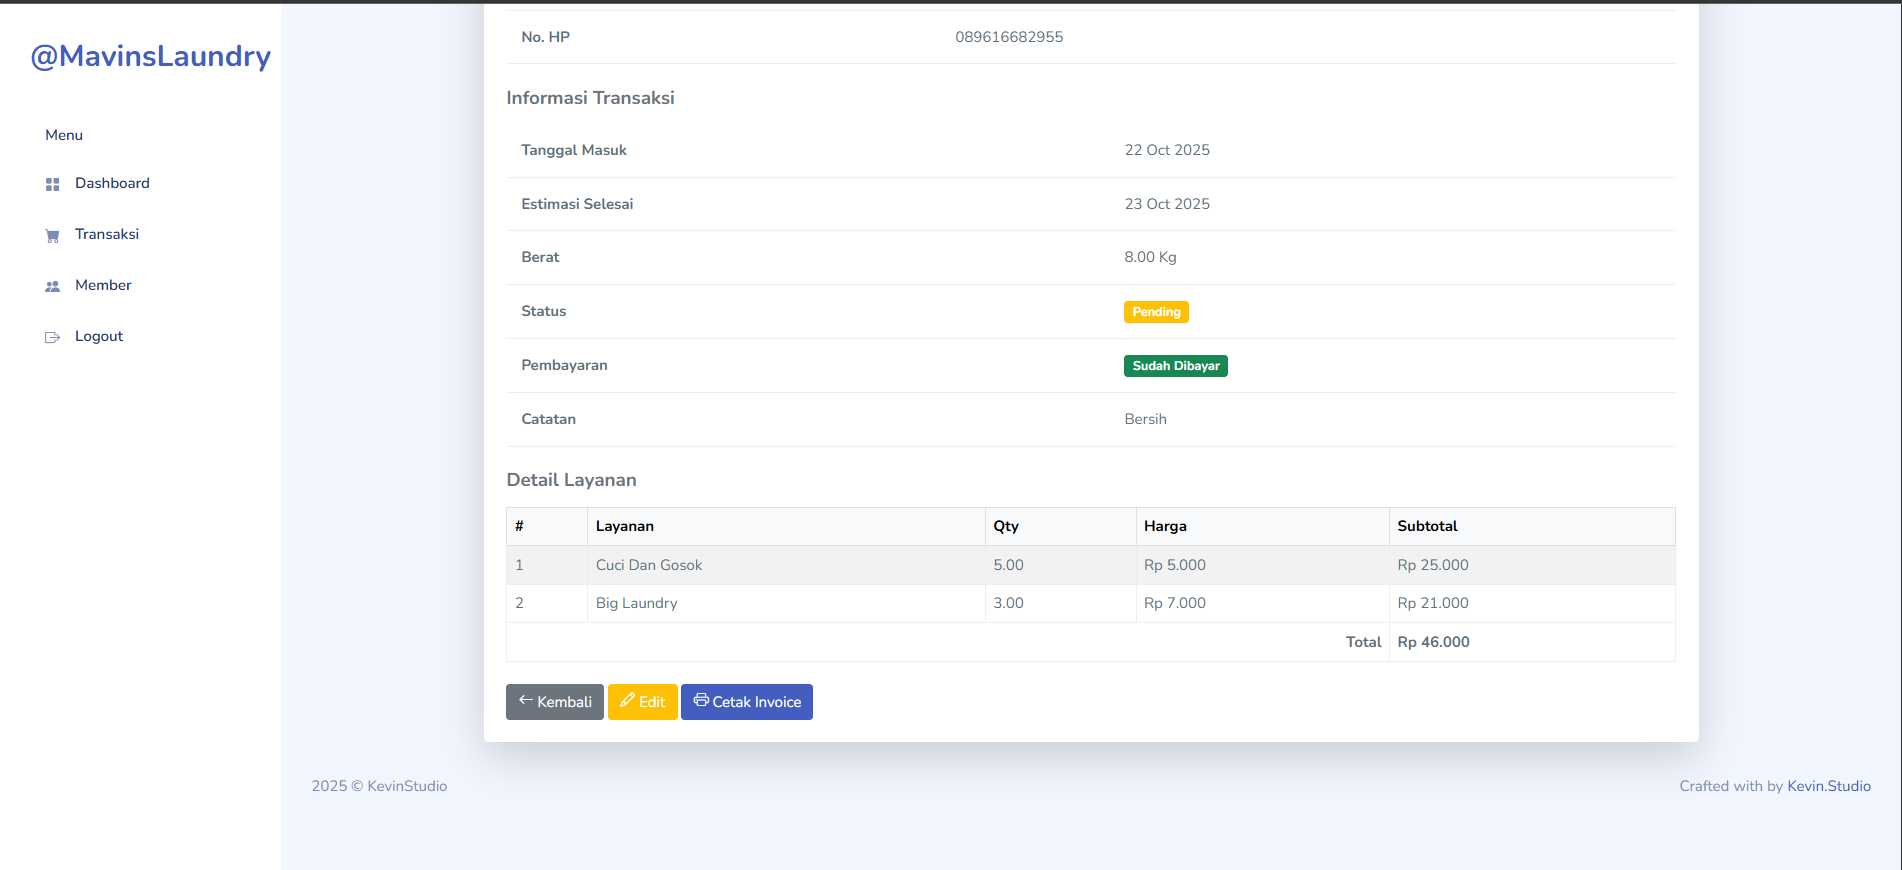 @MavinsLaundry
Menu
Dashboard
Transaksi
Member
Logout
No. HP 089616682955
Informasi Transaksi
Tanggal Masuk 22 Oct 2025
Estimasi Selesai 23 Oct 2025
Berat 8.00 Kg
Status Pending
Pembayaran Sudah Dibayar
Catatan Bersih
Detail Layanan
# Layanan Qty Harga Subtotal
1 Cuci Dan Gosok 5.00 Rp 5.000 Rp 25.000
2 Big Laundry 3.00 Rp 7.000 Rp 21.000
Total Rp 46.000
Kembali Edit Cetak Invoice
2025 © KevinStudio Crafted with by Kevin.Studio